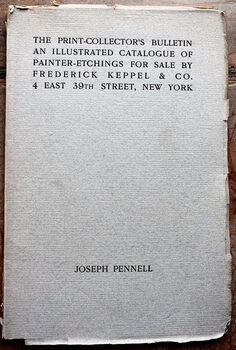 THE PRINT-COLLECTOR'S BULLETIN
AN ILLUSTRATED CATALOGUE OF
PAINTER-ETCHINGS FOR SALE BY
FREDERICK KEPPEL & CO.
4 EAST 39TH STREET, NEW YORK
JOSEPH PENNELL